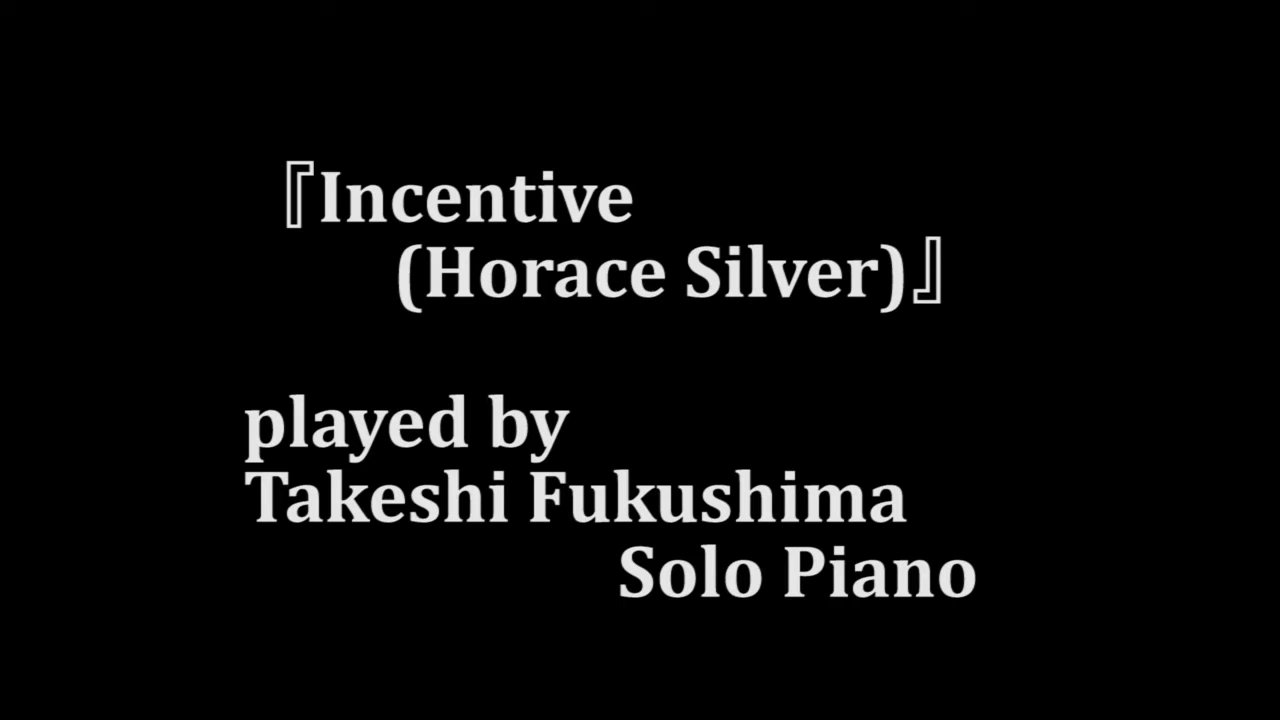 『Incentive
(Horace Silver)』
played by
Takeshi Fukushima
Solo Piano